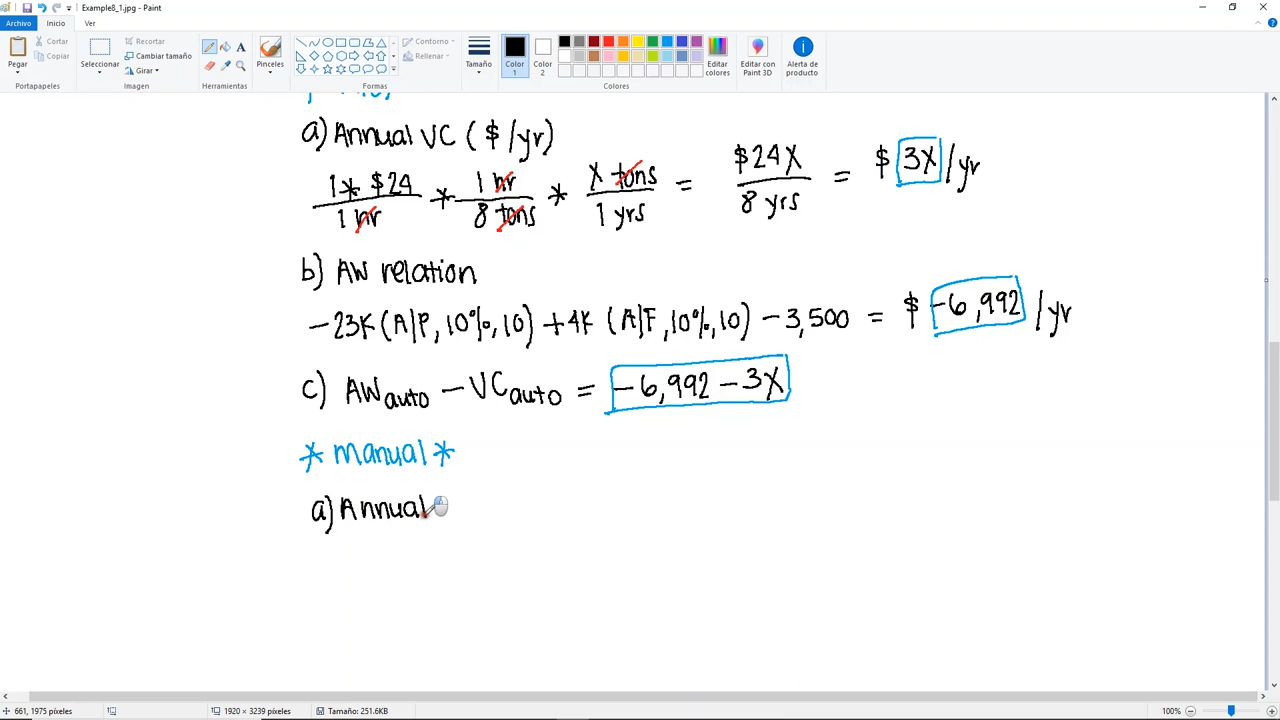 Example8_1.jpg - Paint
Archivo Inicio Ver
Pegar
Cortar
Copiar
Portapapeles
Seleccionar
Recortar
Cambiar tamaño
Girar
Imagen
Herramientas
Pinceles
Contorno
Rellenar
Formas
Tamaño
Color 1
Color 2
Editar colores
Editar con Paint 3D
Alerta de producto
Colores
a) Annual VC ( $ /yr)
1* $24 / 1 hr * 1 hr / 8 tons * X tons / 1 yrs = $24X / 8 yrs = $ 3X /yr
b) AW relation
-23K (A|P, 10%, 10) + 4K (A|F, 10%, 10) - 3,500 = $ -6,992 / yr
c) AWauto - VCauto = -6,992 - 3X
* Manual *
a) Annual
661, 1975 píxeles
1920 × 3239 píxeles
Tamaño: 251.6KB
100%